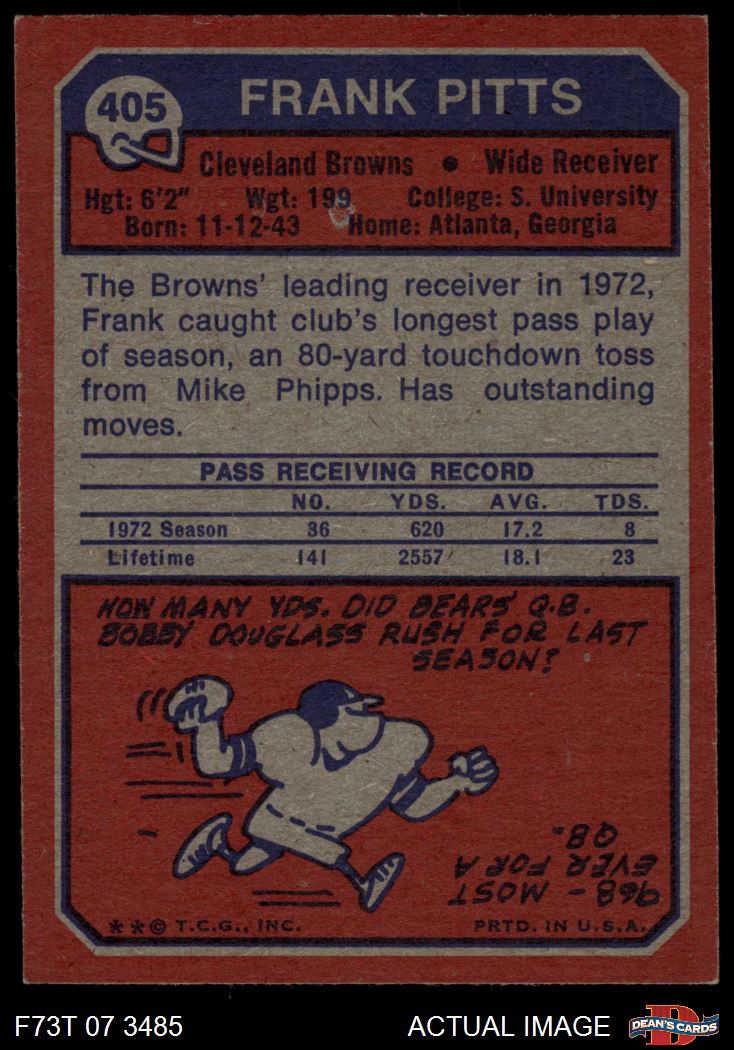 405
FRANK PITTS
Cleveland Browns • Wide Receiver
Hgt: 6'2" Wgt: 199 College: S. University
Born: 11-12-43 Home: Atlanta, Georgia
The Browns' leading receiver in 1972,
Frank caught club's longest pass play
of season, an 80-yard touchdown toss
from Mike Phipps. Has outstanding
moves.
PASS RECEIVING RECORD
NO. YDS. AVG. TDS.
1972 Season 36 620 17.2 8
Lifetime 141 2557 18.1 23
HOW MANY YDS. DID BEARS' Q.B.
BOBBY DOUGLASS RUSH FOR LAST
SEASON?
968 - MOST
EVER FOR A
QB.
**© T.C.G., INC. PRTD. IN U.S.A.
F73T 07 3485 ACTUAL IMAGE DEAN'S CARDS